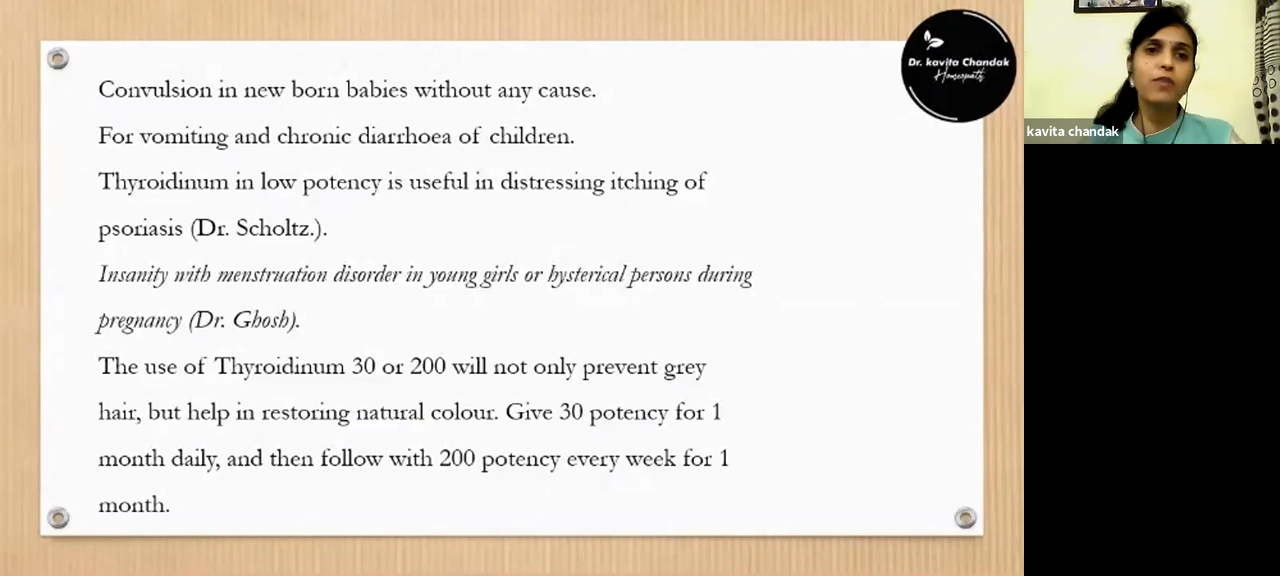 Convulsion in new born babies without any cause.
For vomiting and chronic diarrhoea of children.
Thyroidinum in low potency is useful in distressing itching of
psoriasis (Dr. Scholtz.).
Insanity with menstruation disorder in young girls or hysterical persons during
pregnancy (Dr. Ghosh).
The use of Thyroidinum 30 or 200 will not only prevent grey
hair, but help in restoring natural colour. Give 30 potency for 1
month daily, and then follow with 200 potency every week for 1
month.
Dr. kavita Chandak
Homeopath
kavita chandak